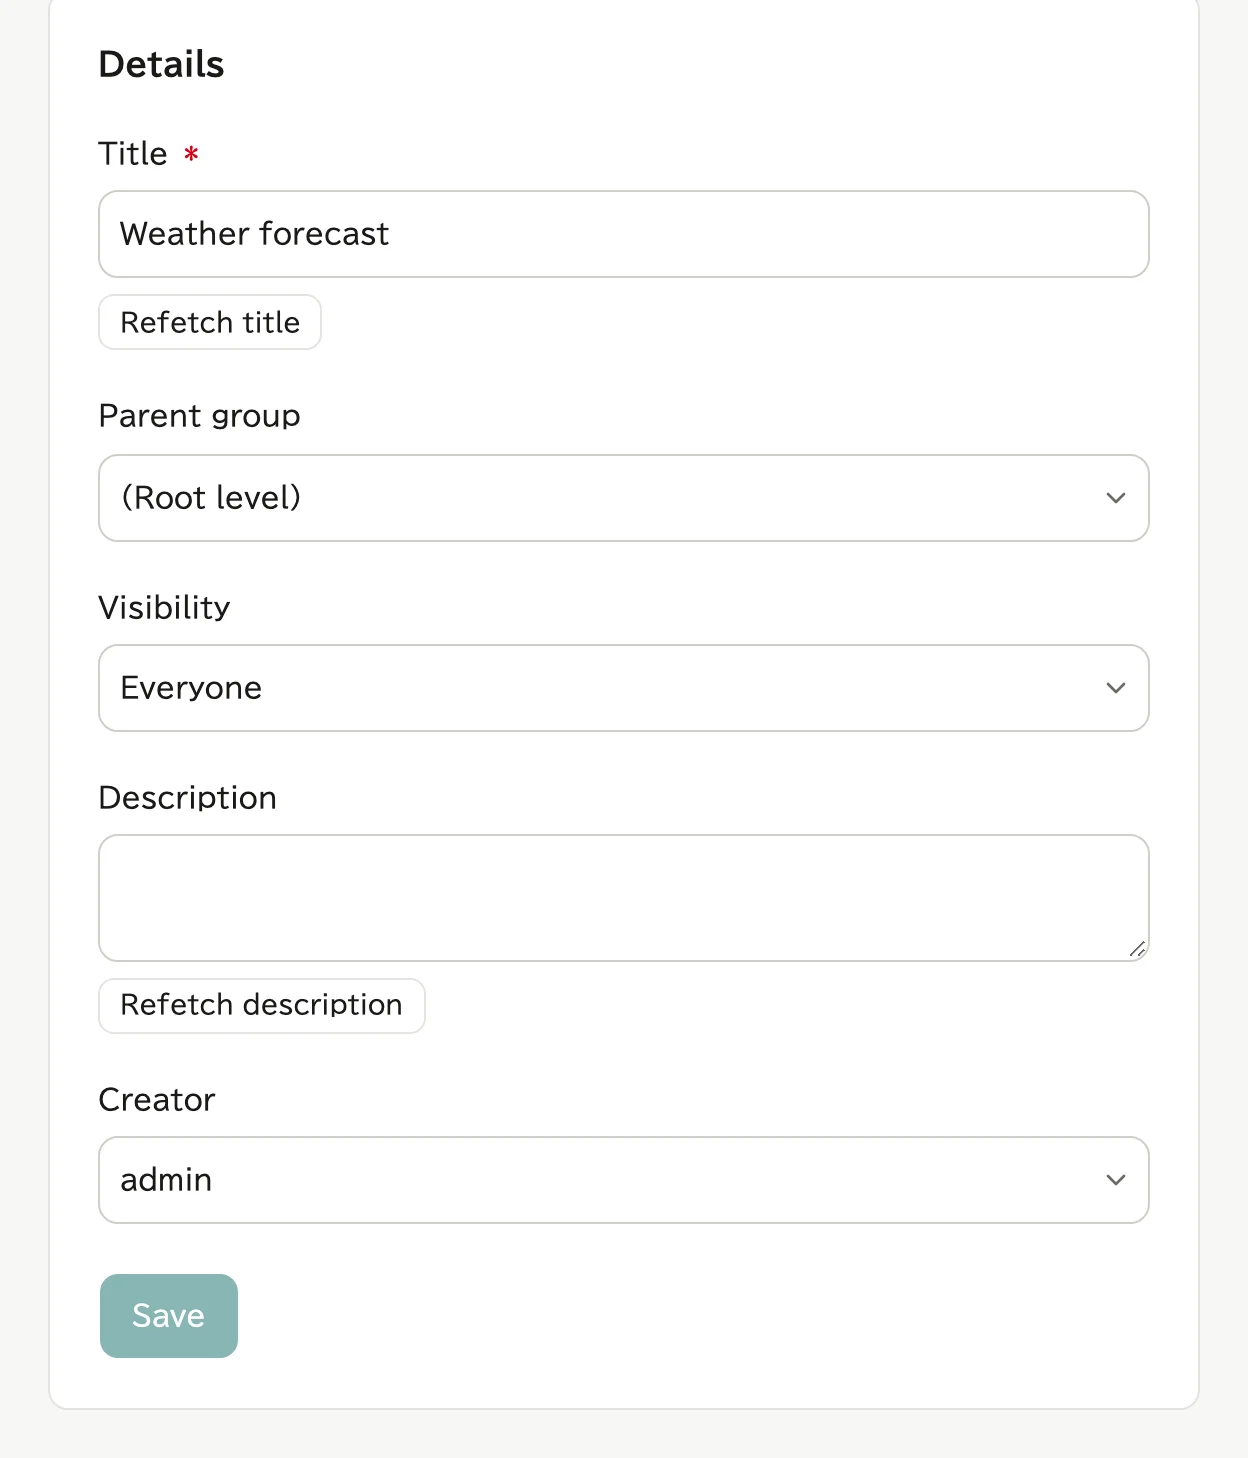 Details
Title *
Weather forecast
Refetch title
Parent group
(Root level)
Visibility
Everyone
Description
Refetch description
Creator
admin
Save